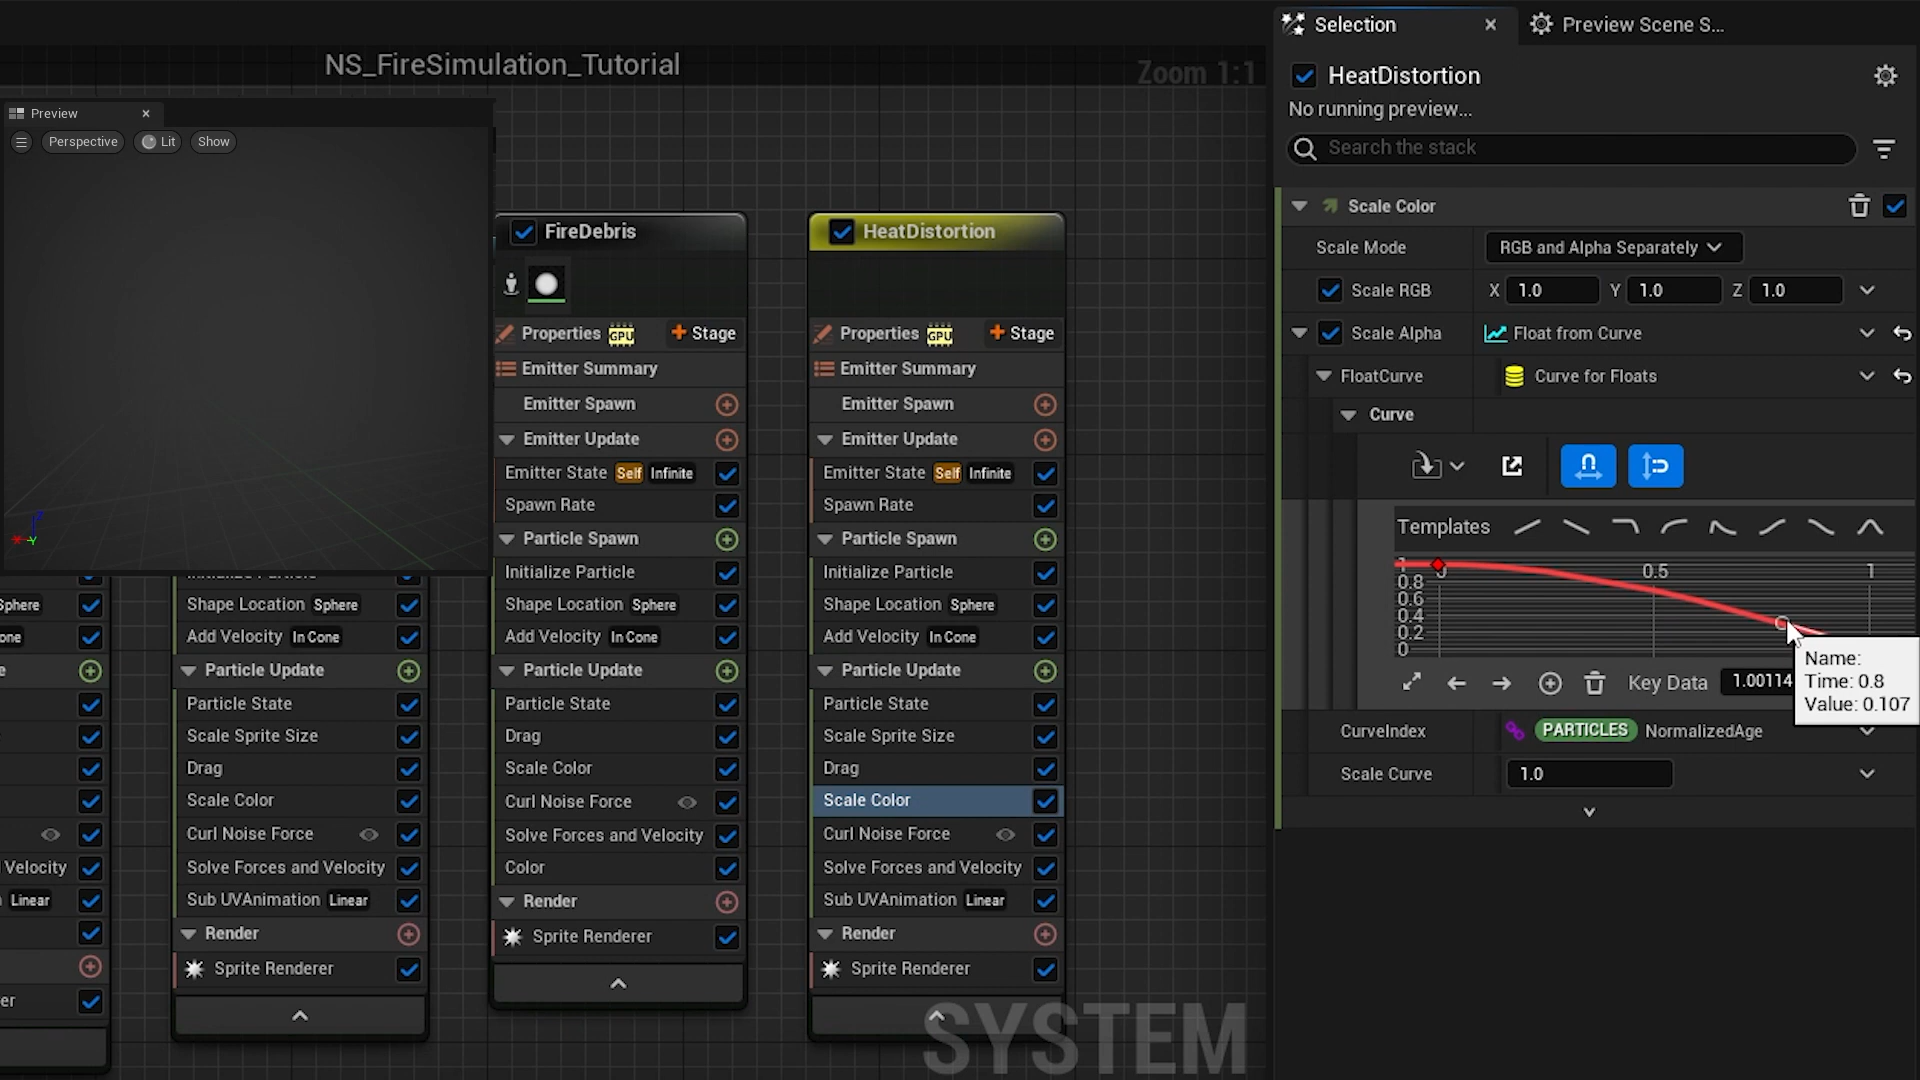 Selection
Preview Scene S...
NS_FireSimulation_Tutorial
Zoom 1:1
HeatDistortion
No running preview...
Search the stack
Preview
Perspective
Lit
Show
Scale Color
Scale Mode
RGB and Alpha Separately
Scale RGB
X 1.0 Y 1.0 Z 1.0
Scale Alpha
Float from Curve
FloatCurve
Curve for Floats
Curve
Templates
1
0.8
0.6
0.4
0.2
0
0 0.5 1
Key Data 1.00114
Name:
Time: 0.8
Value: 0.107
CurveIndex
PARTICLES NormalizedAge
Scale Curve
1.0
Sphere
one
e
Velocity
Linear
er
Shape Location Sphere
Add Velocity In Cone
Particle Update
Particle State
Scale Sprite Size
Drag
Scale Color
Curl Noise Force
Solve Forces and Velocity
Sub UVAnimation Linear
Render
Sprite Renderer
FireDebris
Properties GPU Stage
Emitter Summary
Emitter Spawn
Emitter Update
Emitter State Self Infinite
Spawn Rate
Particle Spawn
Initialize Particle
Shape Location Sphere
Add Velocity In Cone
Particle Update
Particle State
Drag
Scale Color
Curl Noise Force
Solve Forces and Velocity
Color
Render
Sprite Renderer
HeatDistortion
Properties GPU Stage
Emitter Summary
Emitter Spawn
Emitter Update
Emitter State Self Infinite
Spawn Rate
Particle Spawn
Initialize Particle
Shape Location Sphere
Add Velocity In Cone
Particle Update
Particle State
Scale Sprite Size
Drag
Scale Color
Curl Noise Force
Solve Forces and Velocity
Sub UVAnimation Linear
Render
Sprite Renderer
SYSTEM